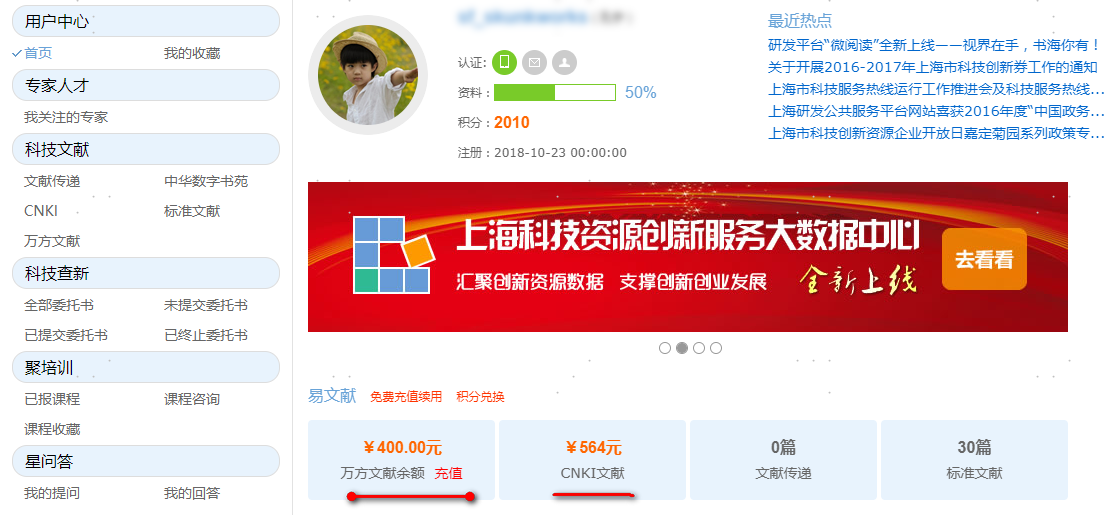 用户中心
首页 我的收藏
专家人才
我关注的专家
科技文献
文献传递 中华数字书苑
CNKI 标准文献
万方文献
科技查新
全部委托书 未提交委托书
已提交委托书 已终止委托书
聚培训
已报课程 课程咨询
课程收藏
星问答
我的提问 我的回答
认证:
资料: 50%
积分: 2010
注册: 2018-10-23 00:00:00
最近热点
研发平台“微阅读”全新上线——视界在手，书海你有！
关于开展2016-2017年上海市科技创新券工作的通知
上海市科技服务热线运行工作推进会及科技服务热线...
上海研发公共服务平台网站喜获2016年度“中国政务...
上海市科技创新资源企业开放日嘉定菊园系列政策专...
上海科技资源创新服务大数据中心
汇聚创新资源数据 支撑创新创业发展 全新上线
去看看
易文献 免费充值续用 积分兑换
￥400.00元
万方文献余额 充值
￥564元
CNKI文献
0篇
文献传递
30篇
标准文献